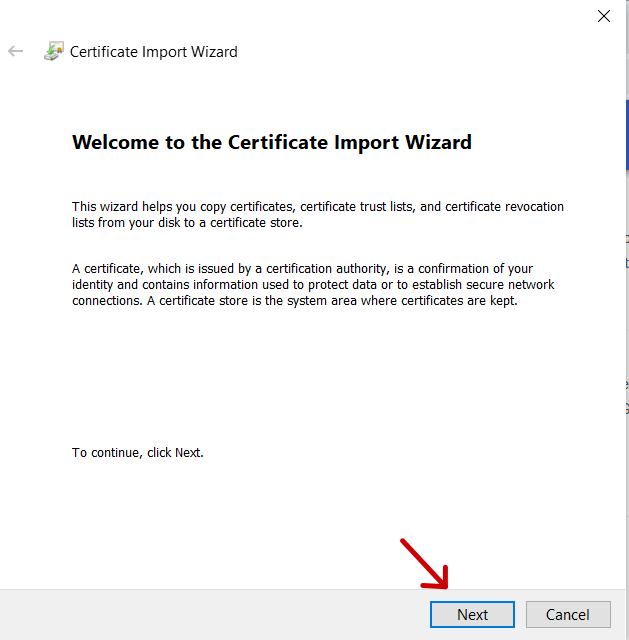 Certificate Import Wizard
Welcome to the Certificate Import Wizard
This wizard helps you copy certificates, certificate trust lists, and certificate revocation
lists from your disk to a certificate store.
A certificate, which is issued by a certification authority, is a confirmation of your
identity and contains information used to protect data or to establish secure network
connections. A certificate store is the system area where certificates are kept.
To continue, click Next.
Next
Cancel